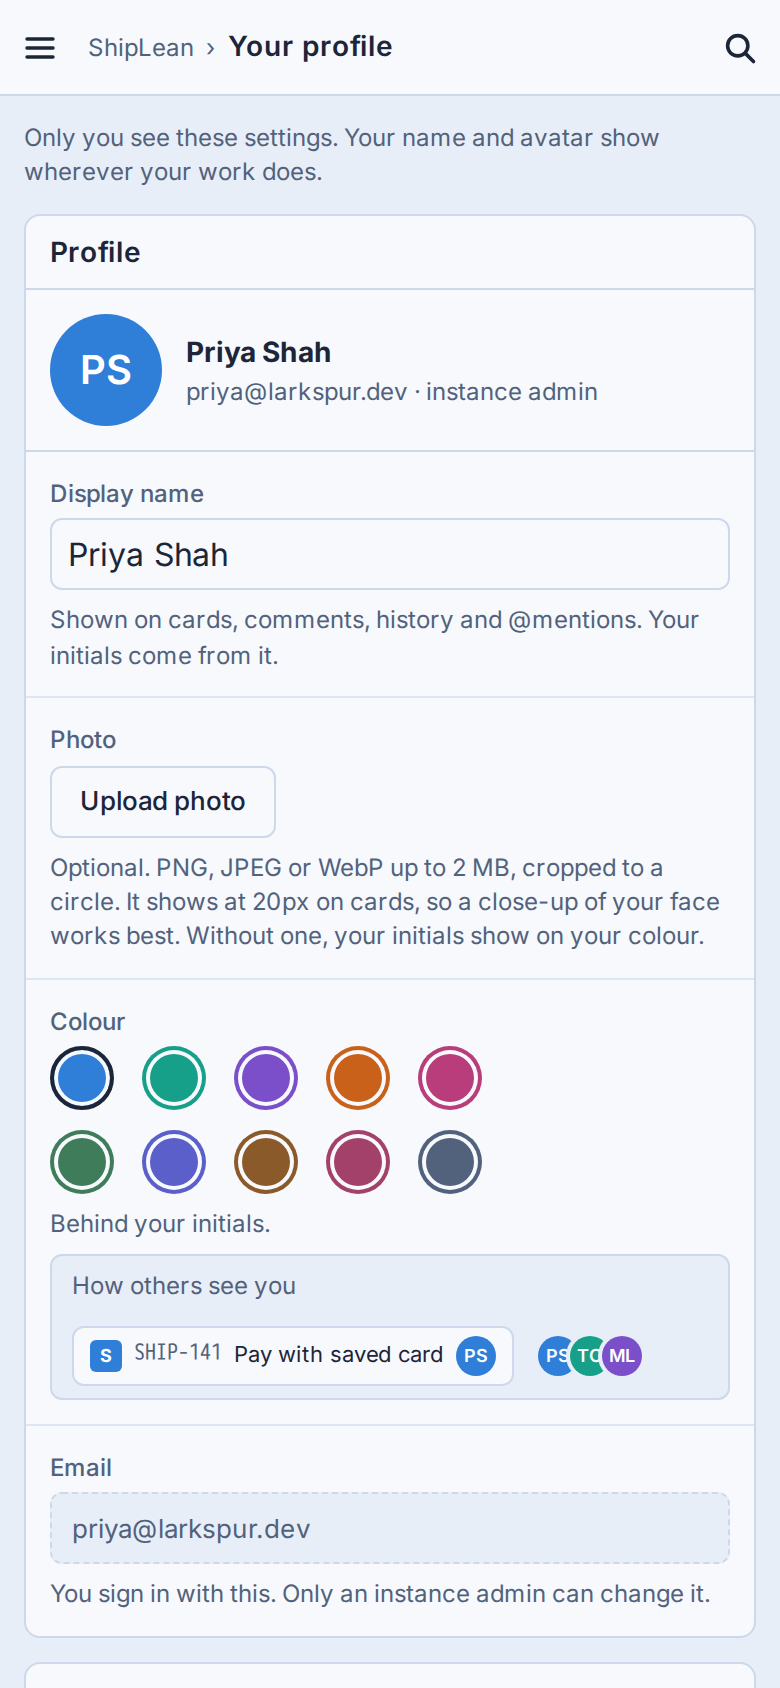 ShipLean › Your profile
Only you see these settings. Your name and avatar show
wherever your work does.
Profile
PS
Priya Shah
priya@larkspur.dev · instance admin
Display name
Priya Shah
Shown on cards, comments, history and @mentions. Your
initials come from it.
Photo
Upload photo
Optional. PNG, JPEG or WebP up to 2 MB, cropped to a
circle. It shows at 20px on cards, so a close-up of your face
works best. Without one, your initials show on your colour.
Colour
Behind your initials.
How others see you
S SHIP-141 Pay with saved card PS PS TO ML
Email
priya@larkspur.dev
You sign in with this. Only an instance admin can change it.